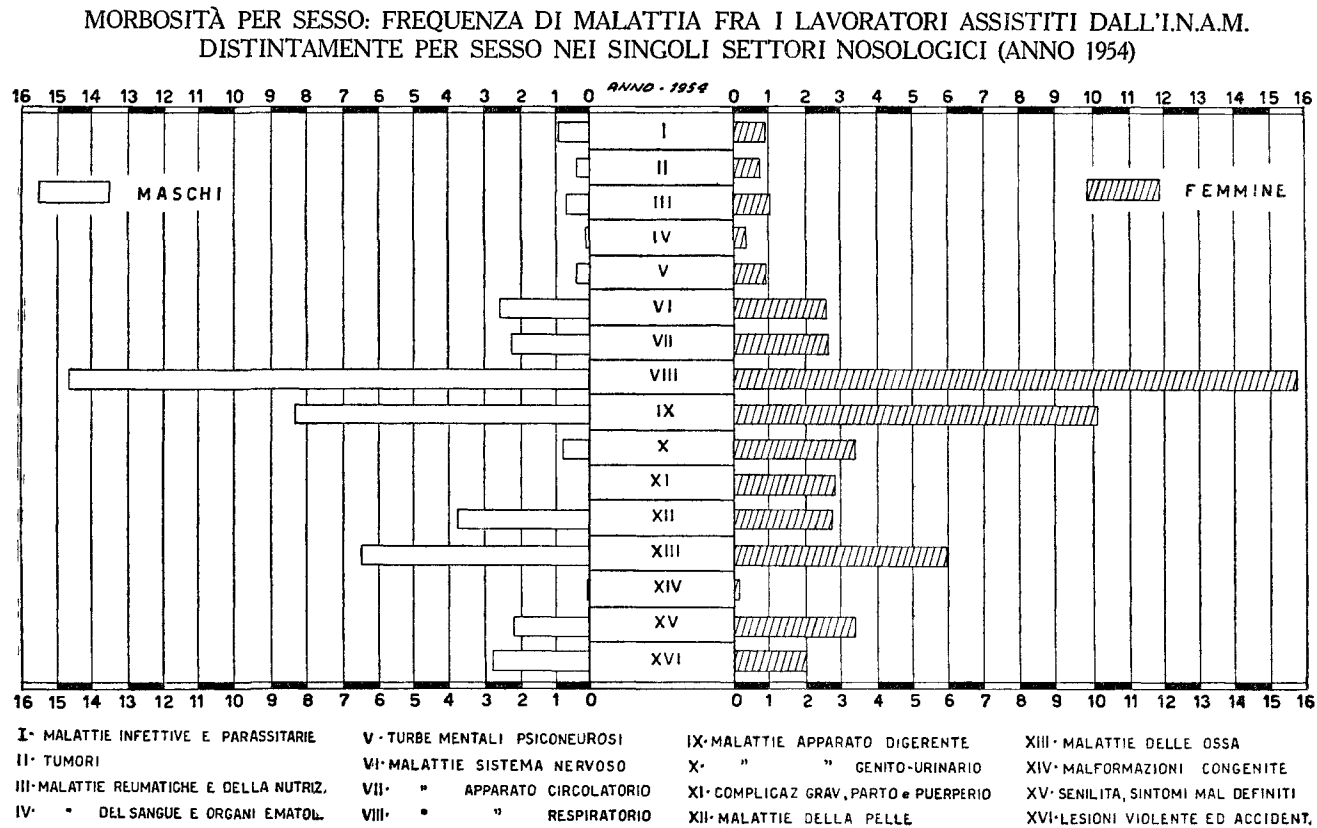 MORBOSITÀ PER SESSO: FREQUENZA DI MALATTIA FRA I LAVORATORI ASSISTITI DALL'I.N.A.M.
DISTINTAMENTE PER SESSO NEI SINGOLI SETTORI NOSOLOGICI (ANNO 1954)
ANNO - 1954
16 15 14 13 12 11 10 9 8 7 6 5 4 3 2 1 0 0 1 2 3 4 5 6 7 8 9 10 11 12 13 14 15 16
I
II
MASCHI III FEMMINE
IV
V
VI
VII
VIII
IX
X
XI
XII
XIII
XIV
XV
XVI
16 14 13 12 11 10 9 8 7 6 5 4 3 2 1 0 0 1 2 3 4 5 6 7 8 9 10 11 12 13 14 15 16
I- MALATTIE INFETTIVE E PARASSITARIE
II- TUMORI
III- MALATTIE REUMATICHE E DELLA NUTRIZ.
IV- " DEL SANGUE E ORGANI EMATOL.
V- TURBE MENTALI PSICONEUROSI
VI- MALATTIE SISTEMA NERVOSO
VII- " APPARATO CIRCOLATORIO
VIII- " " RESPIRATORIO
IX- MALATTIE APPARATO DIGERENTE
X- " " GENITO-URINARIO
XI- COMPLICAZ GRAV, PARTO e PUERPERIO
XII- MALATTIE DELLA PELLE
XIII- MALATTIE DELLE OSSA
XIV- MALFORMAZIONI CONGENITE
XV- SENILITA, SINTOMI MAL DEFINITI
XVI- LESIONI VIOLENTE ED ACCIDENT.